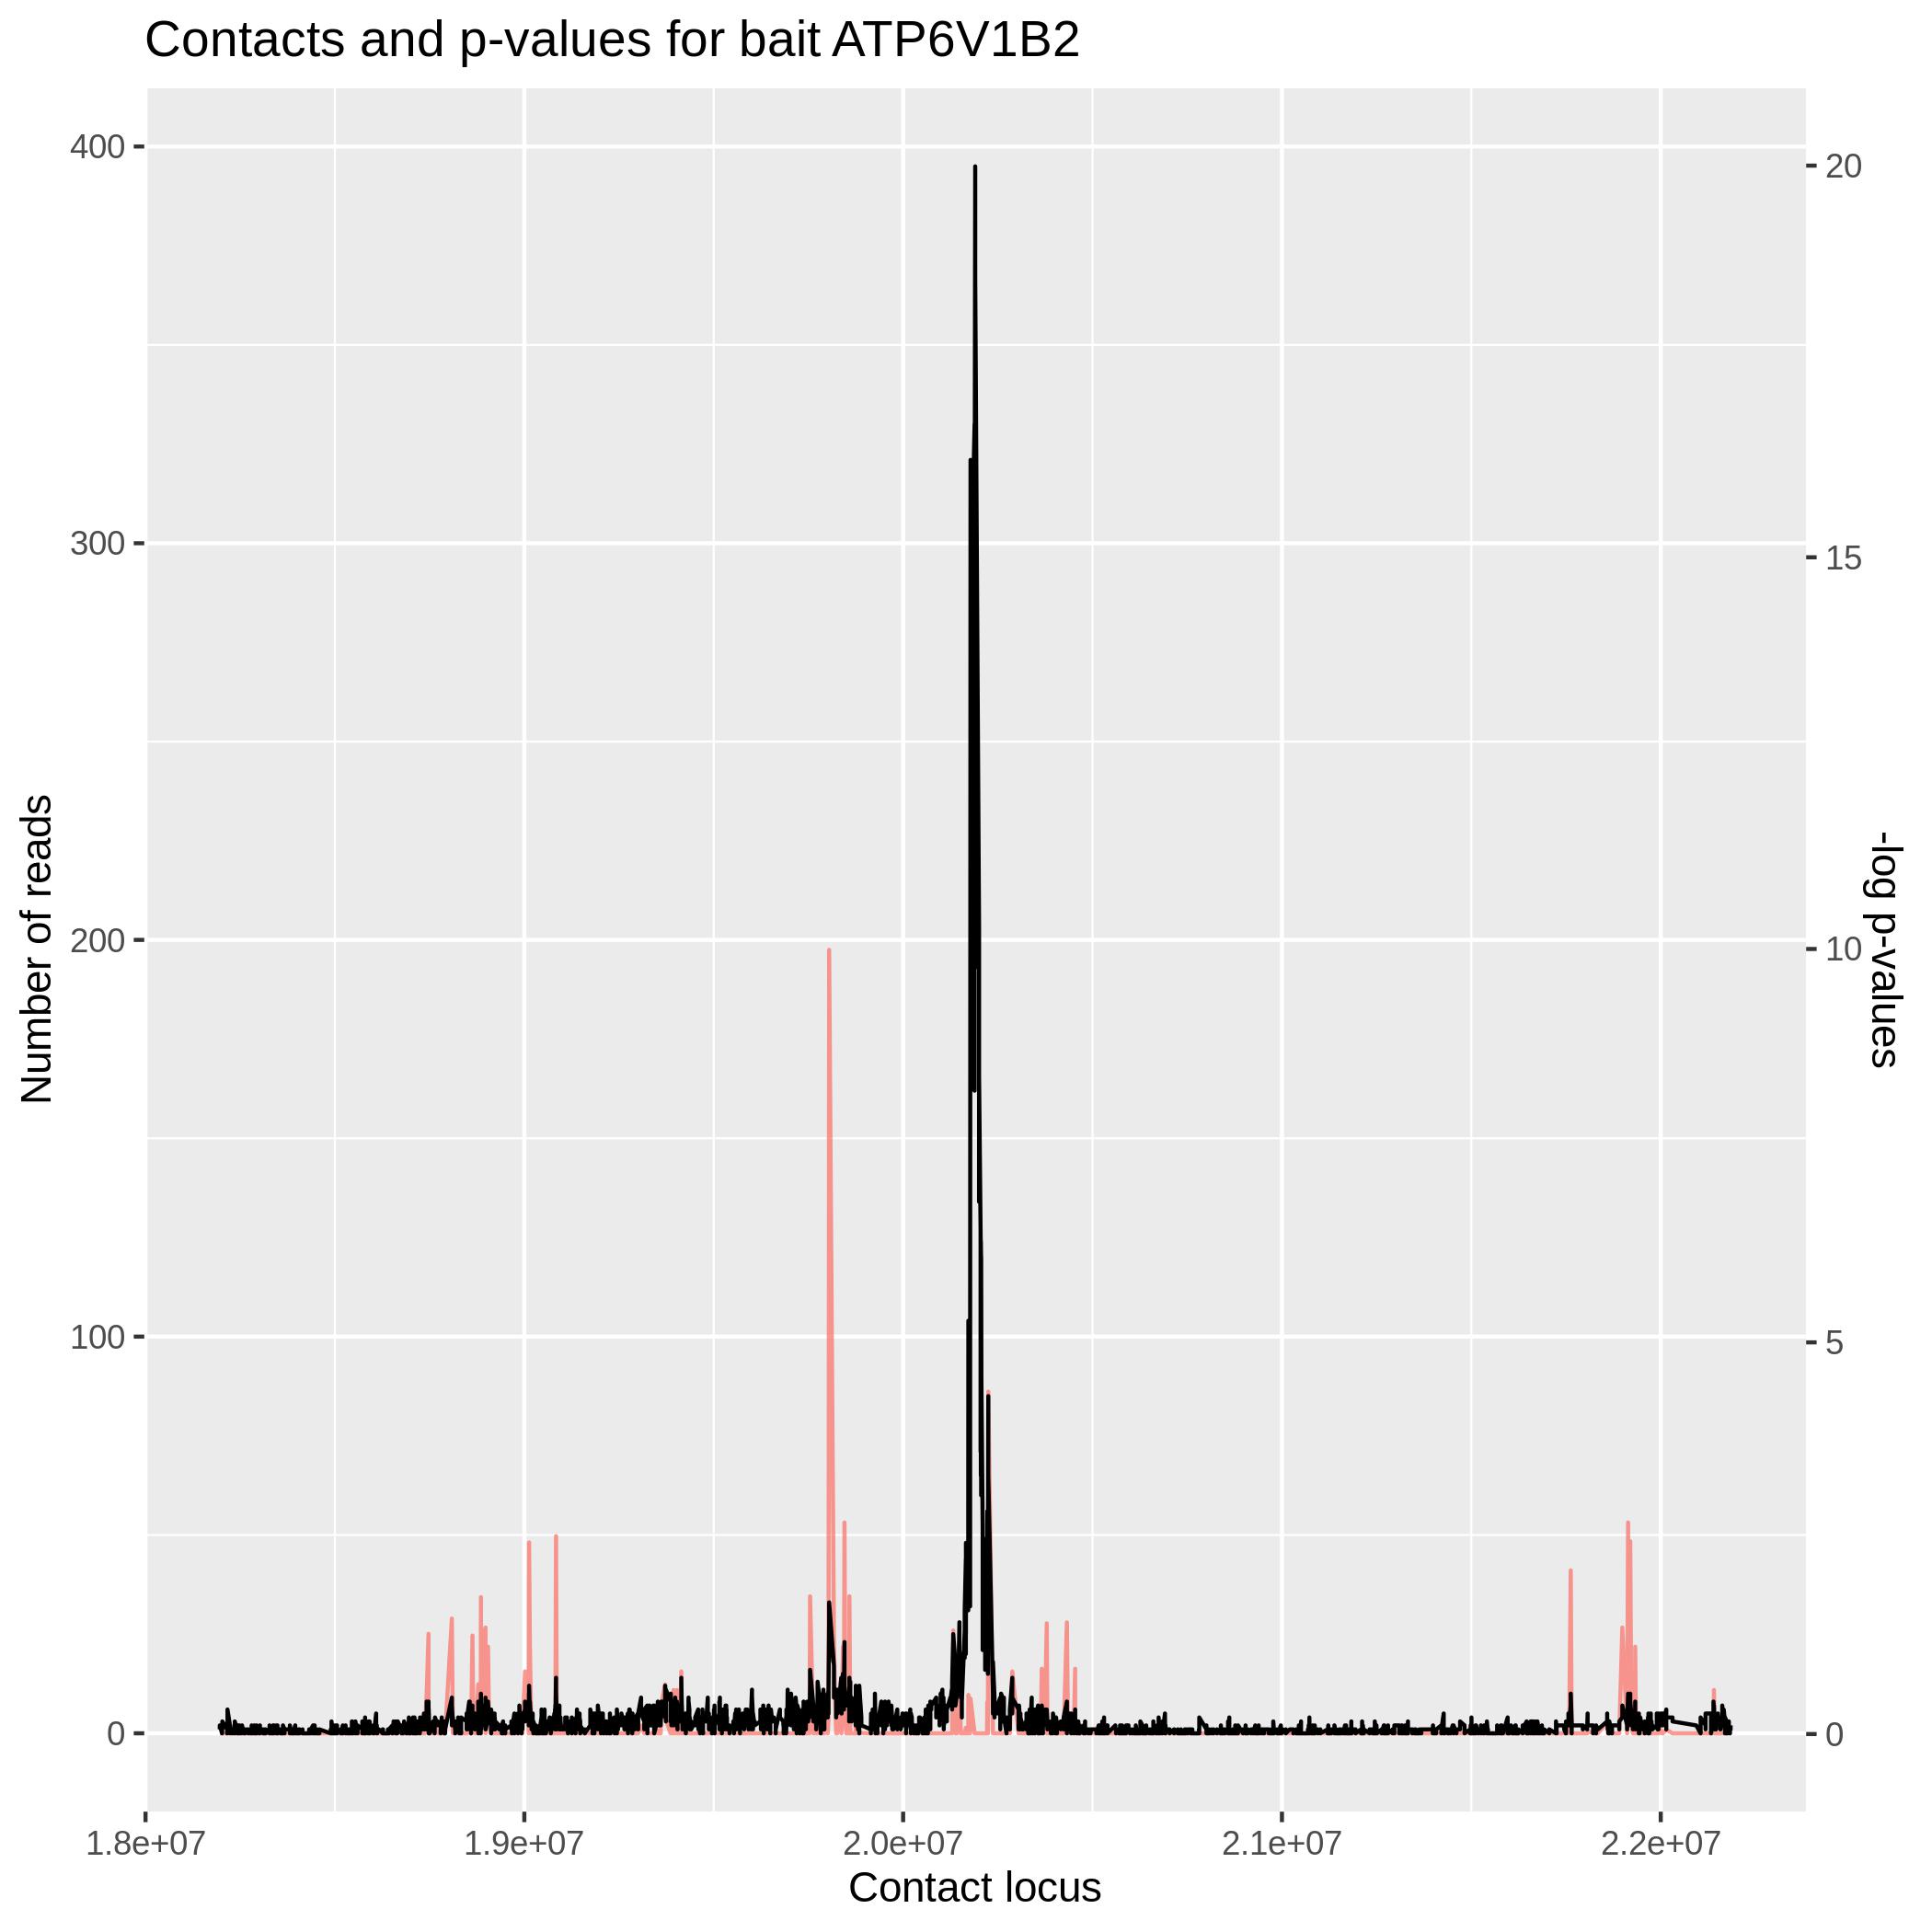 Contacts and p-values for bait ATP6V1B2
400
300
200
100
0
Number of reads
20
15
10
5
0
-log p-values
1.8e+07
1.9e+07
2.0e+07
2.1e+07
2.2e+07
Contact locus